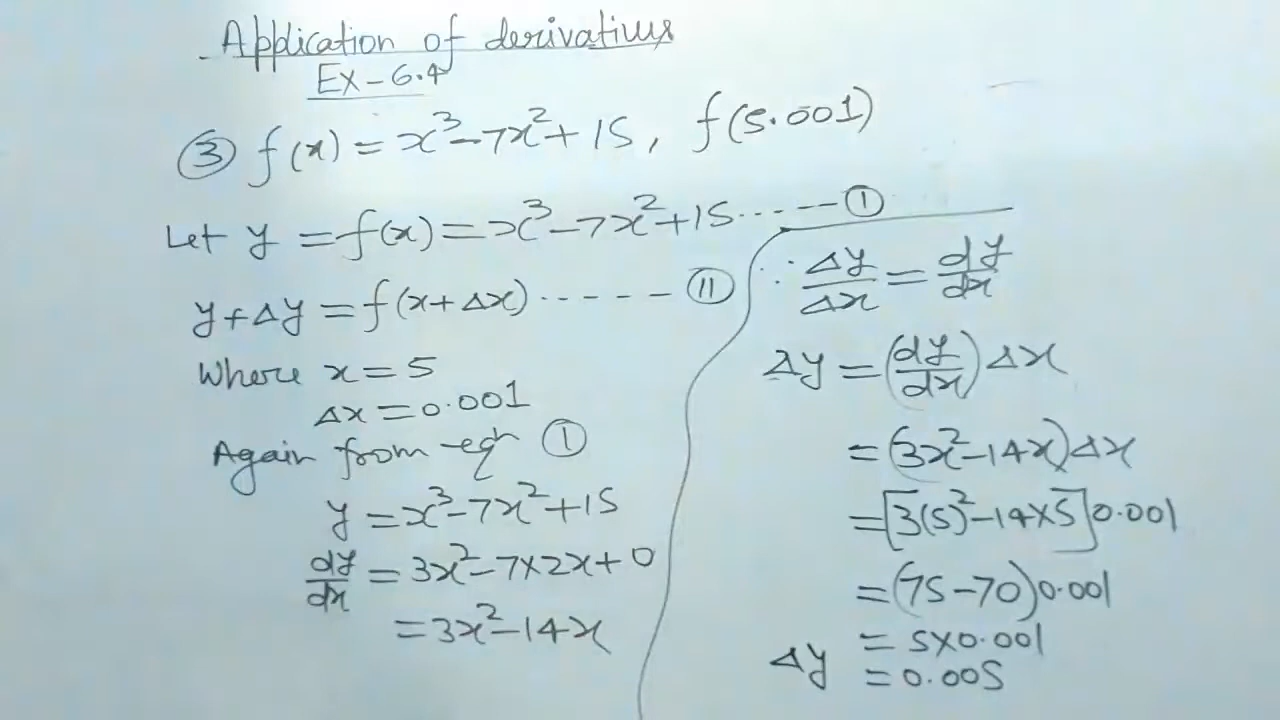 Application of derivatives
Ex-6.4
③ f(x) = x³-7x²+15, f(5.001)
Let y = f(x) = x³-7x²+15 ------①
y+Δy = f(x+Δx) ------ ⑪
Where x = 5
Δx = 0.001
Again from eqn ①
y = x³-7x²+15
dy/dx = 3x²-7×2x+0
= 3x²-14x
∵ Δy/Δx = dy/dx
Δy = (dy/dx) Δx
= (3x²-14x)Δx
= [3(5)²-14×5]0.001
= (75-70)0.001
= 5×0.001
Δy = 0.005